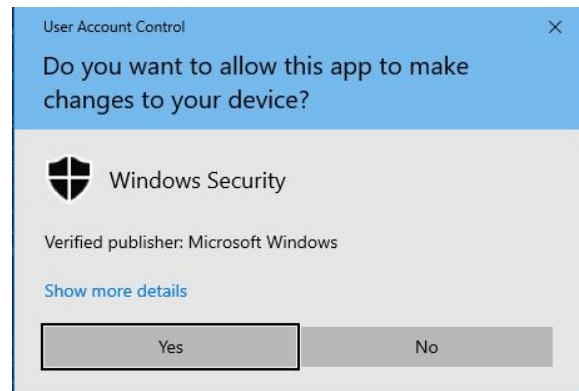 User Account Control
Do you want to allow this app to make
changes to your device?
Windows Security
Verified publisher: Microsoft Windows
Show more details
Yes
No